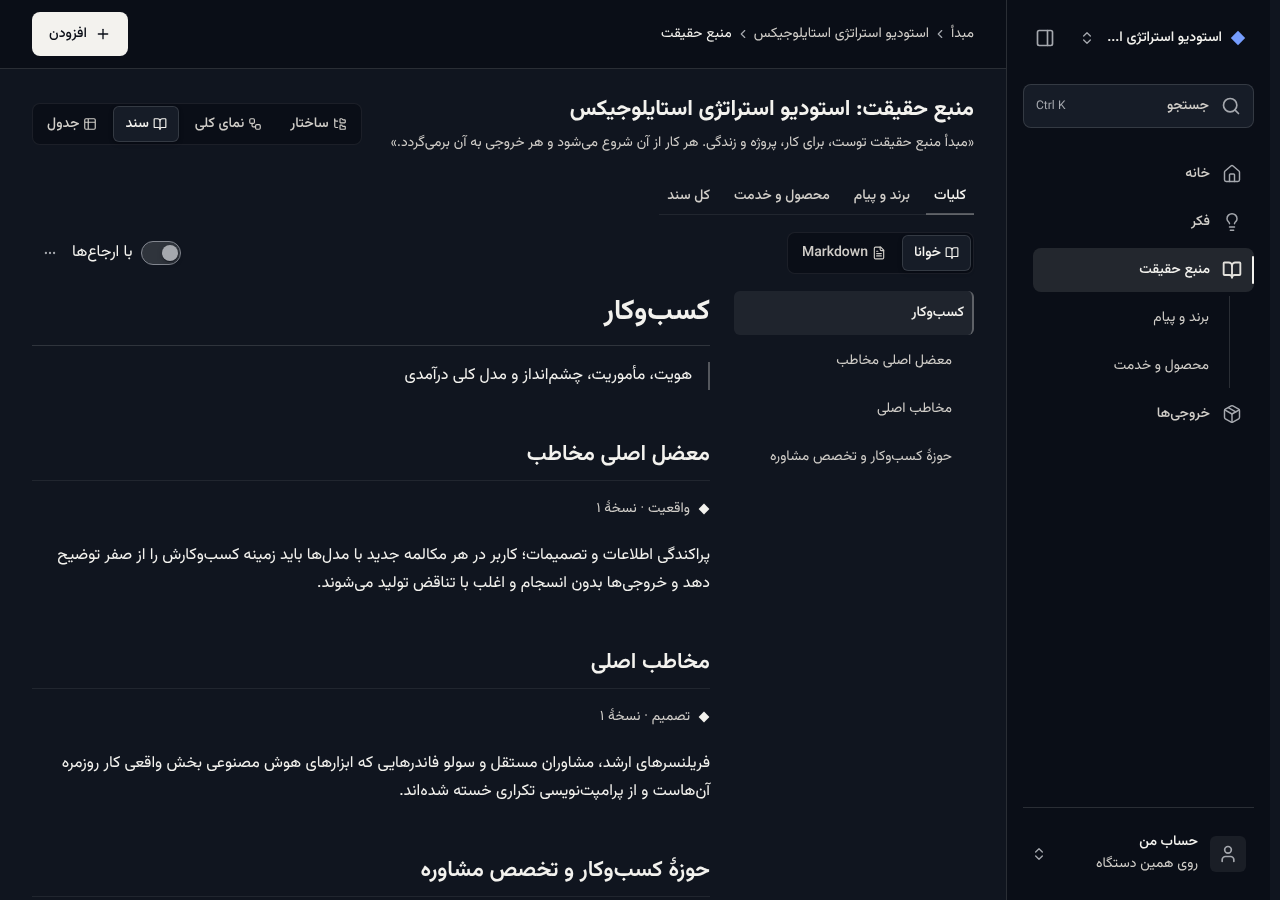 استودیو استراتژی ا...
جستجو
Ctrl K
خانه
فکر
منبع حقیقت
برند و پیام
محصول و خدمت
خروجی‌ها
حساب من
روی همین دستگاه
مبدأ › استودیو استراتژی استایلوجیکس › منبع حقیقت
افزودن +
منبع حقیقت: استودیو استراتژی استایلوجیکس
«مبدأ منبع حقیقت توست، برای کار، پروژه و زندگی. هر کار از آن شروع می‌شود و هر خروجی به آن برمی‌گردد.»
ساختار نمای کلی سند جدول
کلیات برند و پیام محصول و خدمت کل سند
خوانا Markdown
با ارجاع‌ها ...
کسب‌وکار
معضل اصلی مخاطب
مخاطب اصلی
حوزهٔ کسب‌وکار و تخصص مشاوره
کسب‌وکار
هویت، مأموریت، چشم‌انداز و مدل کلی درآمدی
معضل اصلی مخاطب
◆ واقعیت · نسخهٔ ۱
پراکندگی اطلاعات و تصمیمات؛ کاربر در هر مکالمه جدید با مدل‌ها باید زمینه کسب‌وکارش را از صفر توضیح
دهد و خروجی‌ها بدون انسجام و اغلب با تناقض تولید می‌شوند.
مخاطب اصلی
◆ تصمیم · نسخهٔ ۱
فریلنسرهای ارشد، مشاوران مستقل و سولو فاندرهایی که ابزارهای هوش مصنوعی بخش واقعی کار روزمره
آن‌هاست و از پرامپت‌نویسی تکراری خسته شده‌اند.
حوزهٔ کسب‌وکار و تخصص مشاوره